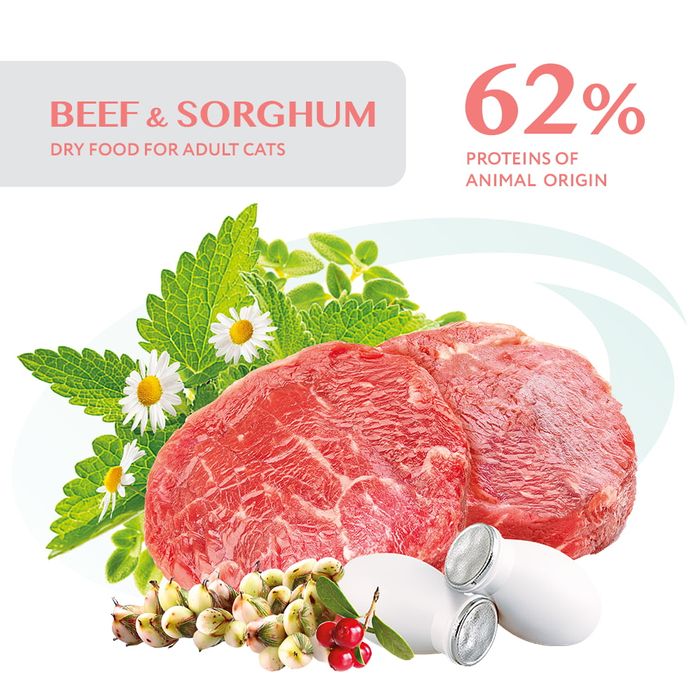 BEEF & SORGHUM
DRY FOOD FOR ADULT CATS
62%
PROTEINS OF
ANIMAL ORIGIN